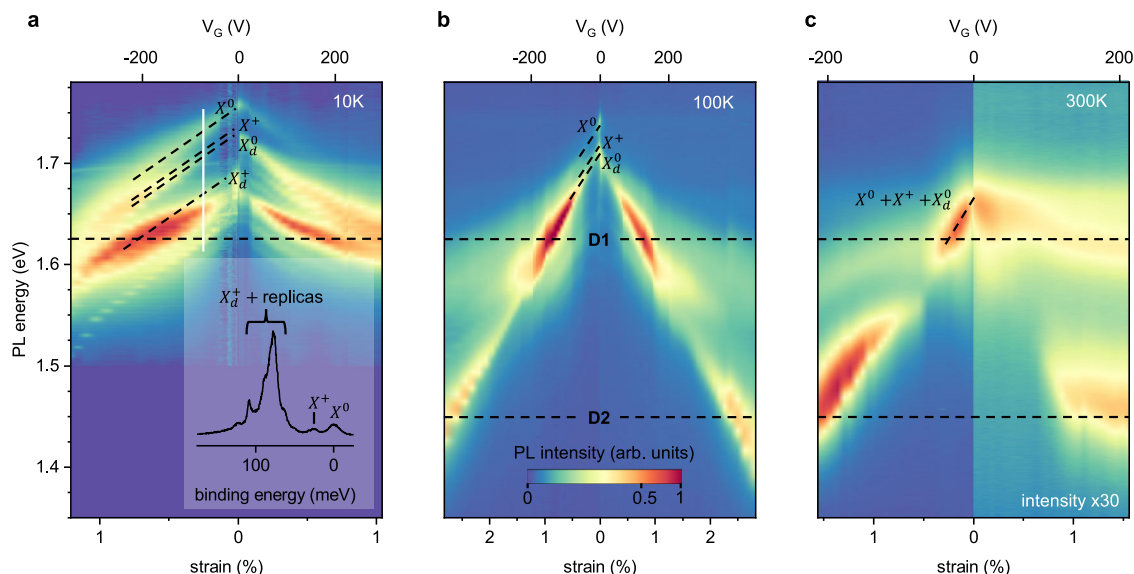 a
V_G (V)
-200 0 200
10K
X^0
X^+
X_d^0
X_d^+
PL energy (eV)
1.7
1.6
1.5
1.4
X_d^+ + replicas
X^+ X^0
100 0
binding energy (meV)
1 0 1
strain (%)
b
V_G (V)
-200 0 200
100K
X^0
X^+
X_d^0
D1
D2
PL intensity (arb. units)
0 0.5 1
2 1 0 1 2
strain (%)
c
V_G (V)
-200 0 200
300K
X^0 +X^+ +X_d^0
intensity x30
1 0 1
strain (%)